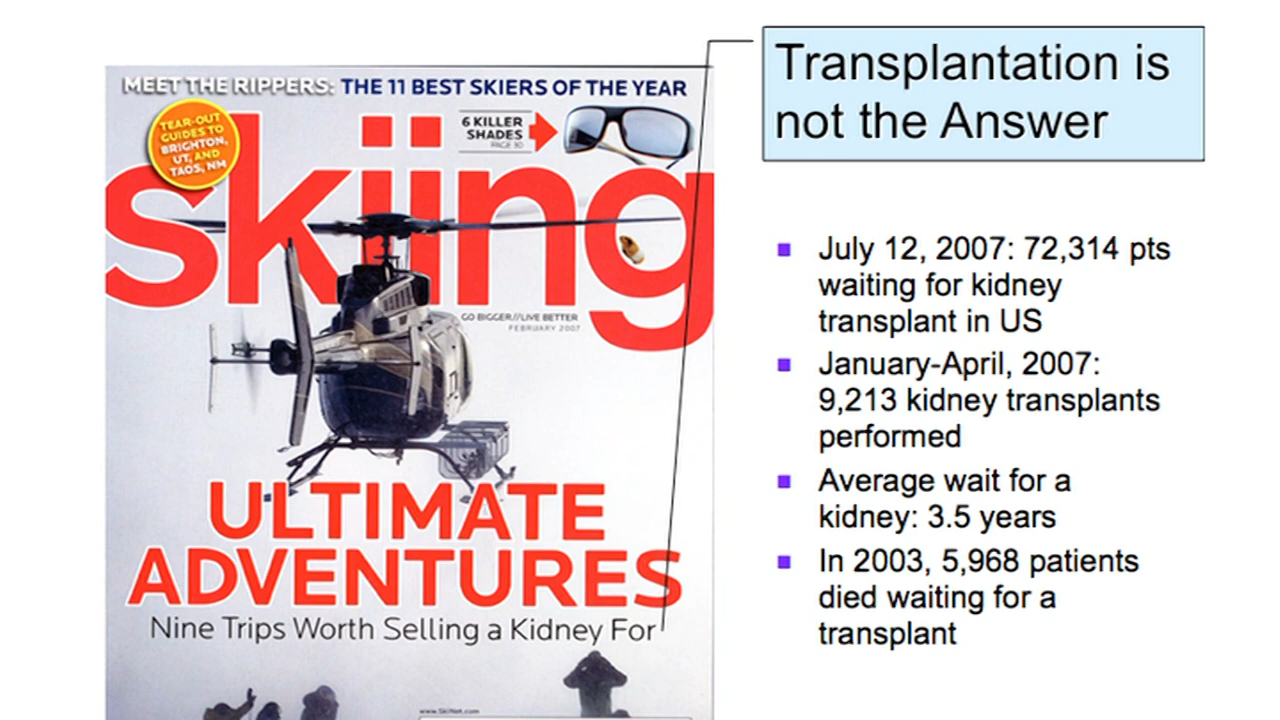 MEET THE RIPPERS: THE 11 BEST SKIERS OF THE YEAR
TEAR-OUT
GUIDES TO
BRIGHTON,
UT, AND
TAOS, NM
6 KILLER
SHADES
PAGE 30
skiing
GO BIGGER//LIVE BETTER
FEBRUARY 2007
ULTIMATE
ADVENTURES
Nine Trips Worth Selling a Kidney For
www.SkiNet.com
Transplantation is
not the Answer
July 12, 2007: 72,314 pts
waiting for kidney
transplant in US
January-April, 2007:
9,213 kidney transplants
performed
Average wait for a
kidney: 3.5 years
In 2003, 5,968 patients
died waiting for a
transplant